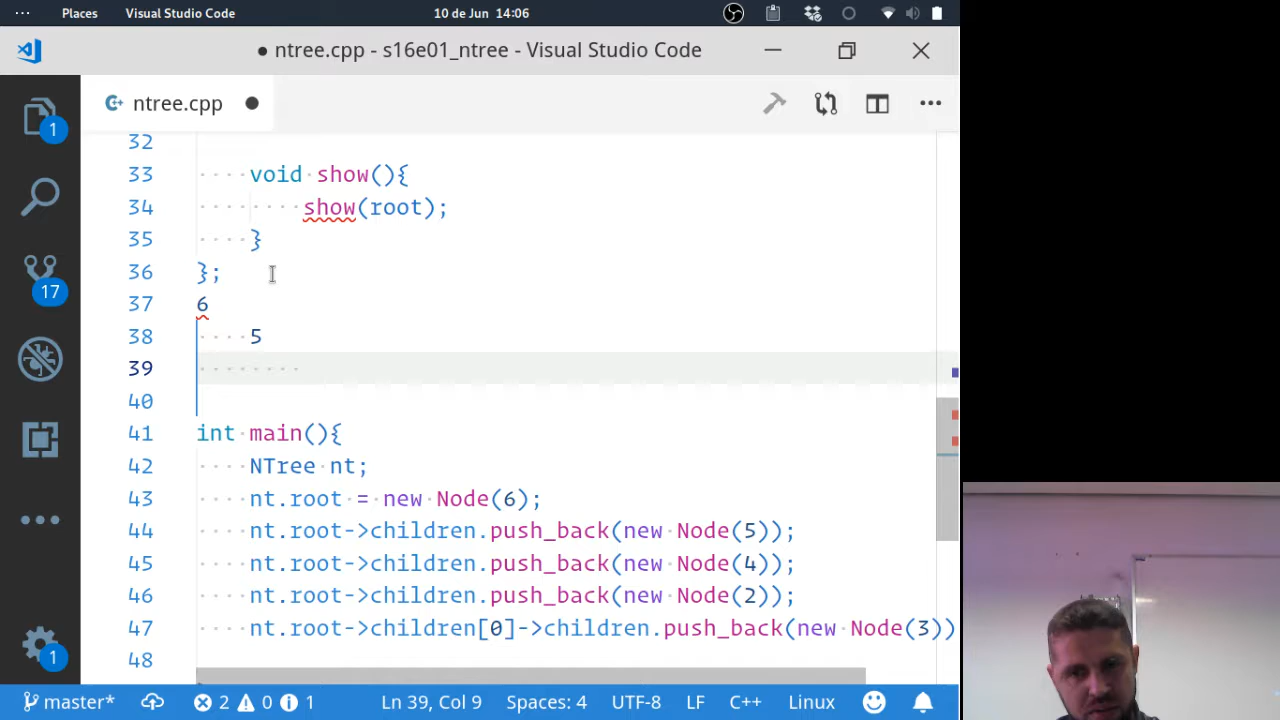 Places Visual Studio Code 10 de Jun 14:06
● ntree.cpp - s16e01_ntree - Visual Studio Code
ntree.cpp ●
32
33 void show(){
34 show(root);
35 }
36 };
37 6
38 5
39
40
41 int main(){
42 NTree nt;
43 nt.root = new Node(6);
44 nt.root->children.push_back(new Node(5));
45 nt.root->children.push_back(new Node(4));
46 nt.root->children.push_back(new Node(2));
47 nt.root->children[0]->children.push_back(new Node(3))
48
1
17
1
master* 2 0 1 Ln 39, Col 9 Spaces: 4 UTF-8 LF C++ Linux